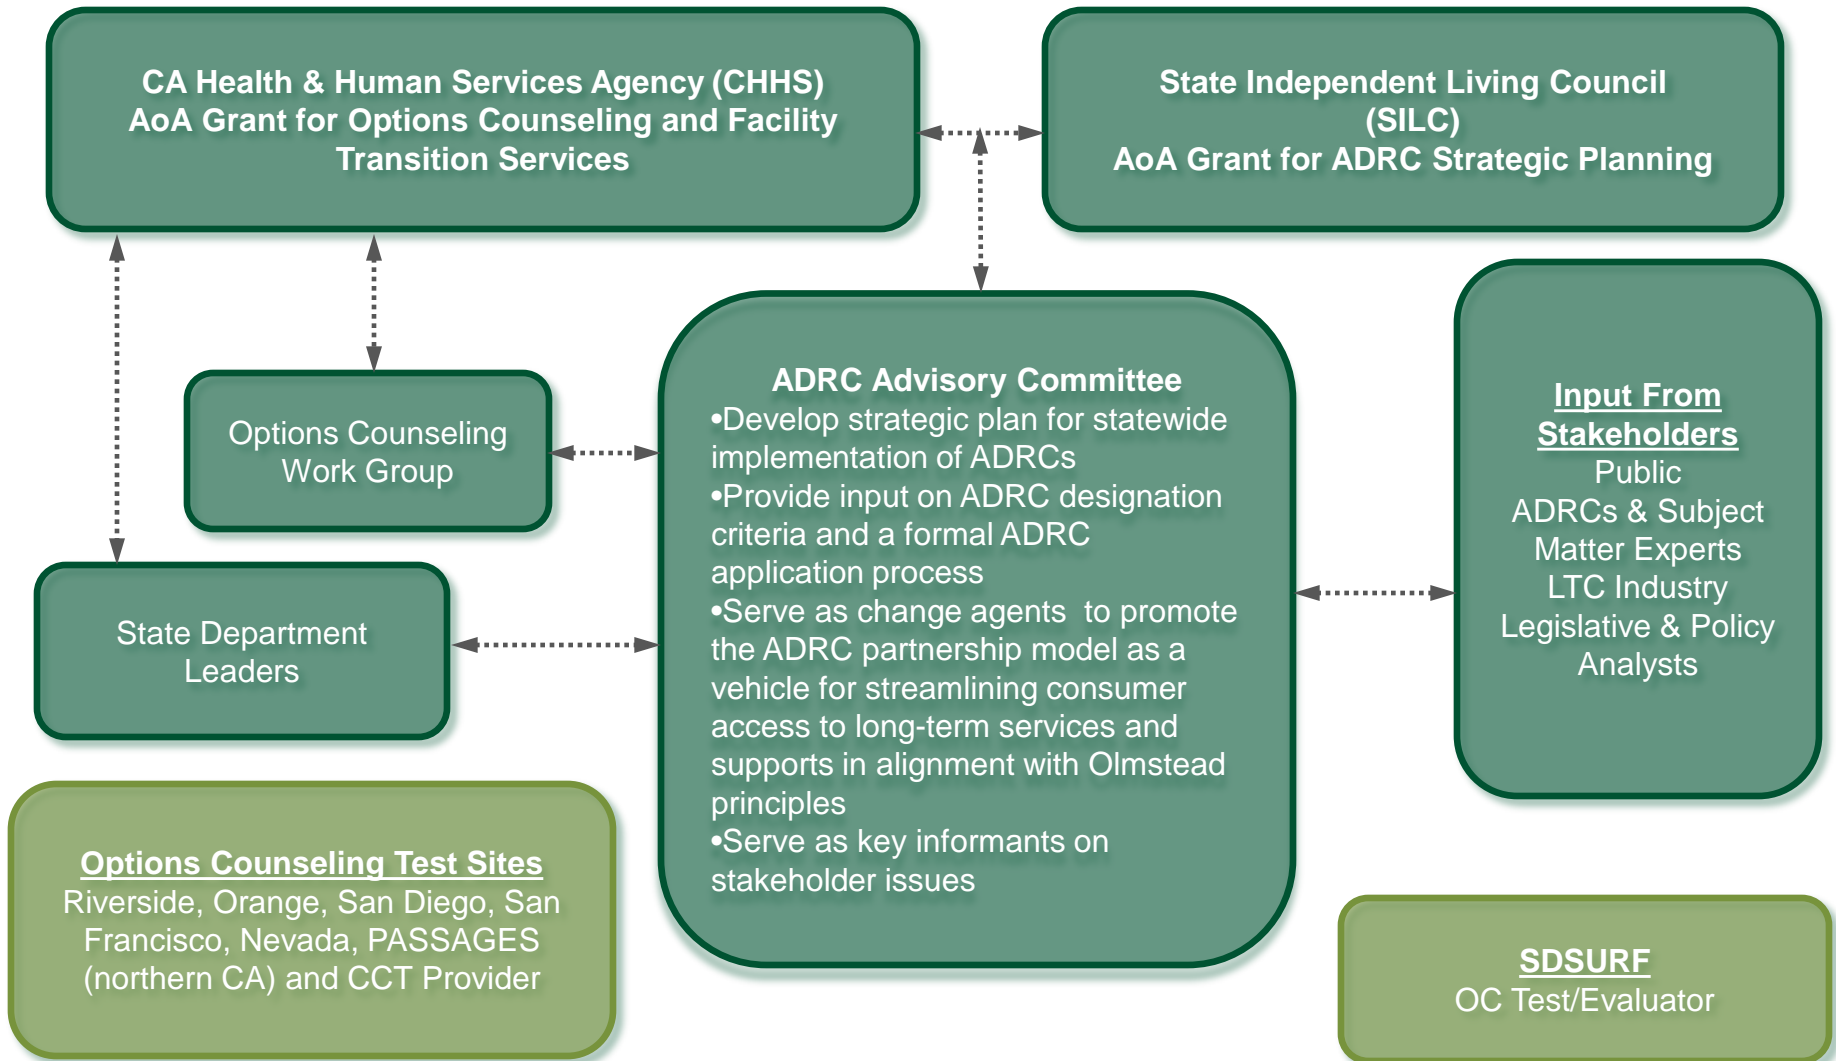 CA Health & Human Services Agency (CHHS)
AoA Grant for Options Counseling and Facility
Transition Services
State Independent Living Council
(SILC)
AoA Grant for ADRC Strategic Planning
Options Counseling
Work Group
State Department
Leaders
ADRC Advisory Committee
•Develop strategic plan for statewide
implementation of ADRCs
•Provide input on ADRC designation
criteria and a formal ADRC
application process
•Serve as change agents  to promote
the ADRC partnership model as a
vehicle for streamlining consumer
access to long-term services and
supports in alignment with Olmstead
principles
•Serve as key informants on
stakeholder issues
Input From
Stakeholders
Public
ADRCs & Subject
Matter Experts
LTC Industry
Legislative & Policy
Analysts
Options Counseling Test Sites
Riverside, Orange, San Diego, San
Francisco, Nevada, PASSAGES
(northern CA) and CCT Provider
SDSURF
OC Test/Evaluator